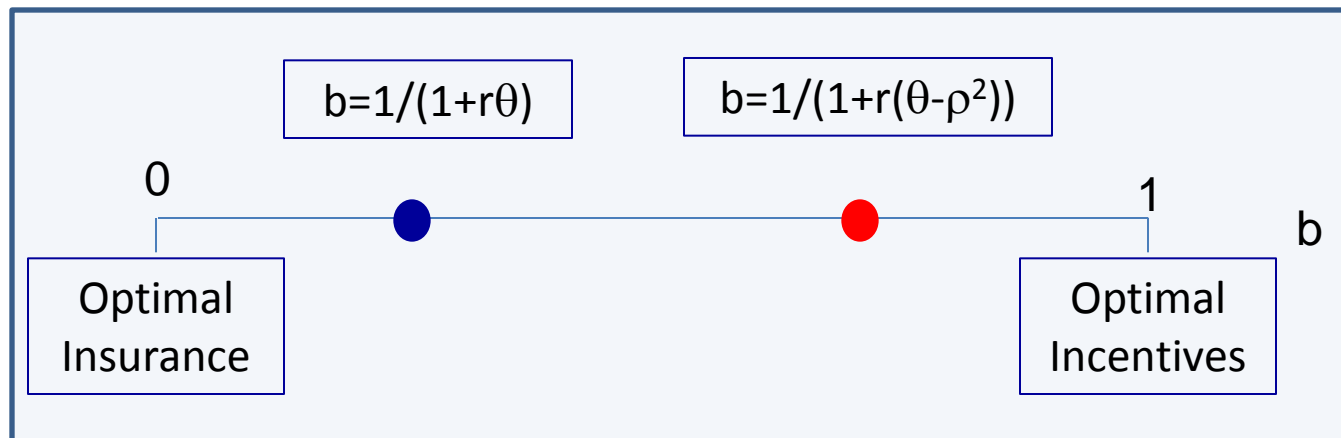 b=1/(1+rθ)
b=1/(1+r(θ-ρ²))
0
1
b
Optimal
Insurance
Optimal
Incentives